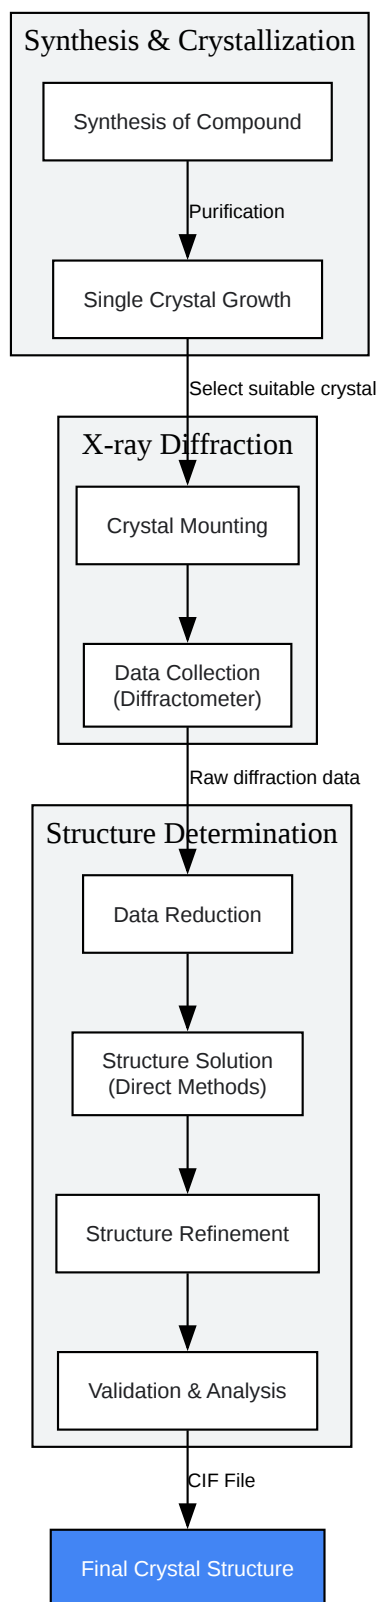 Synthesis & Crystallization
Synthesis of Compound
Purification
Single Crystal Growth
Select suitable crystal
X-ray Diffraction
Crystal Mounting
Data Collection
(Diffractometer)
Raw diffraction data
Structure Determination
Data Reduction
Structure Solution
(Direct Methods)
Structure Refinement
Validation & Analysis
CIF File
Final Crystal Structure